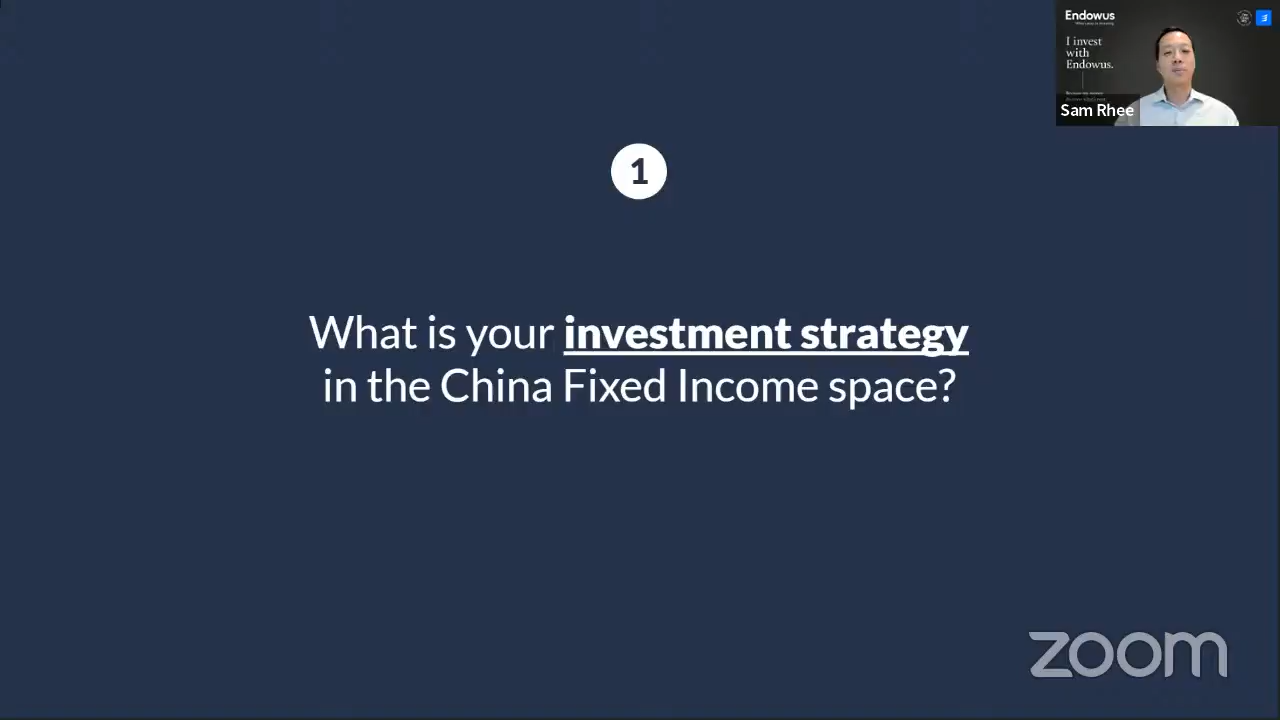 Endowus
I invest
with
Endowus.
Sam Rhee
1
What is your investment strategy
in the China Fixed Income space?
zoom